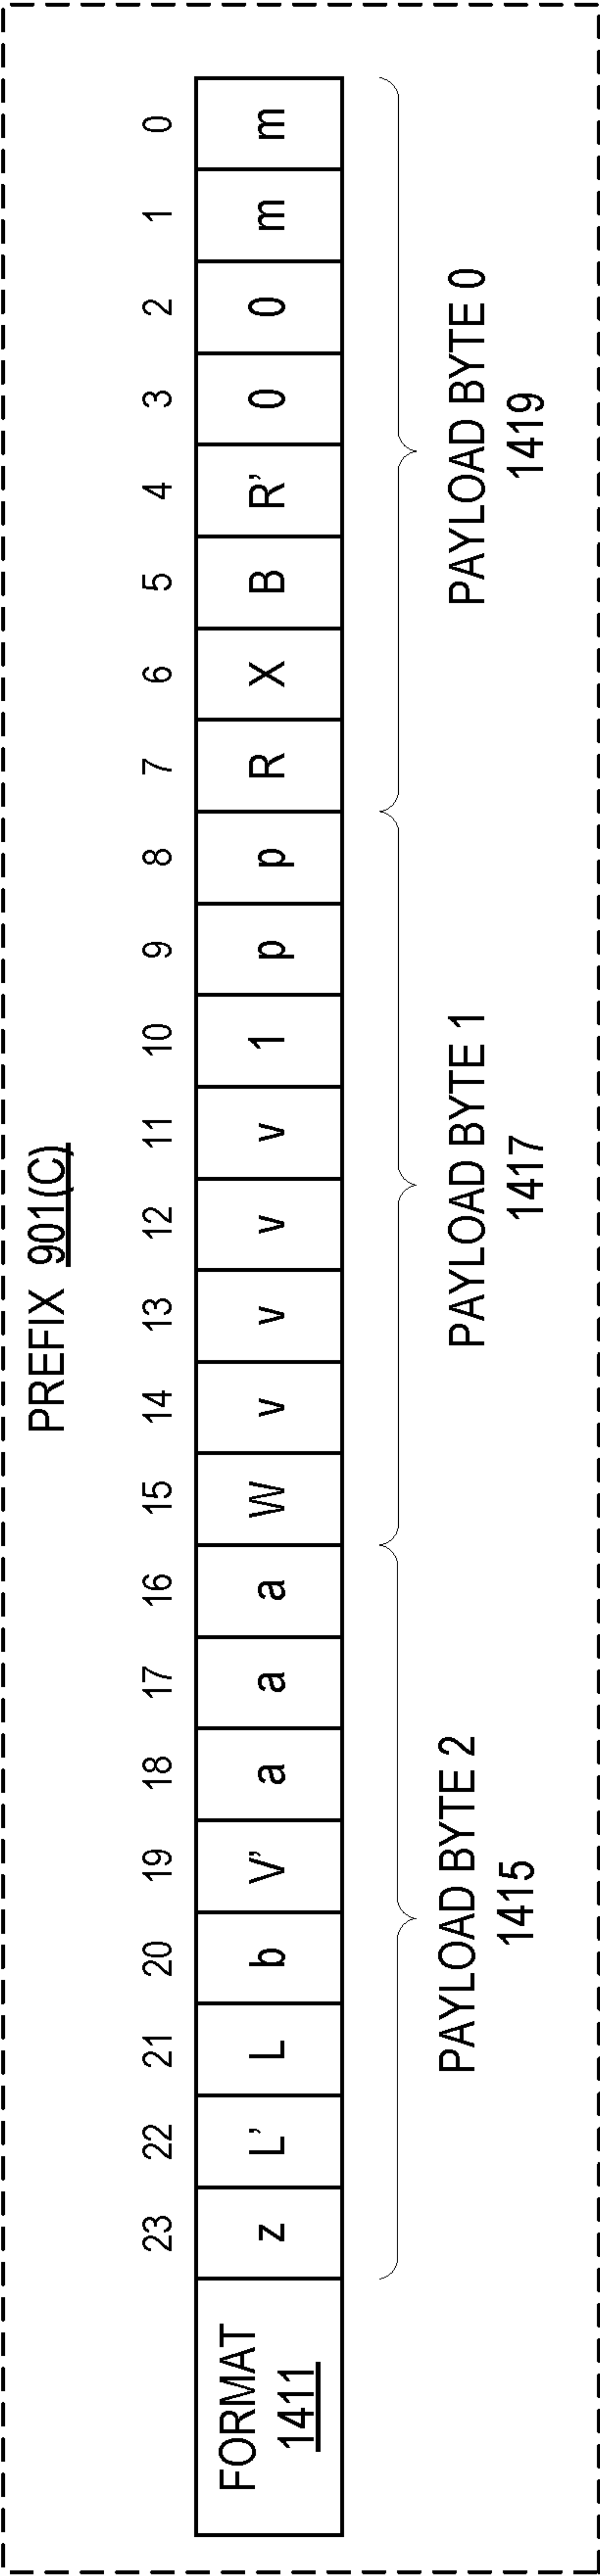 PREFIX 901(C)
23 22 21 20 19 18 17 16 15 14 13 12 11 10 9 8 7 6 5 4 3 2 1 0
FORMAT
1411
z L' L b V' a a a W v v v v 1 p p R X B R' 0 0 m m
PAYLOAD BYTE 2
1415
PAYLOAD BYTE 1
1417
PAYLOAD BYTE 0
1419